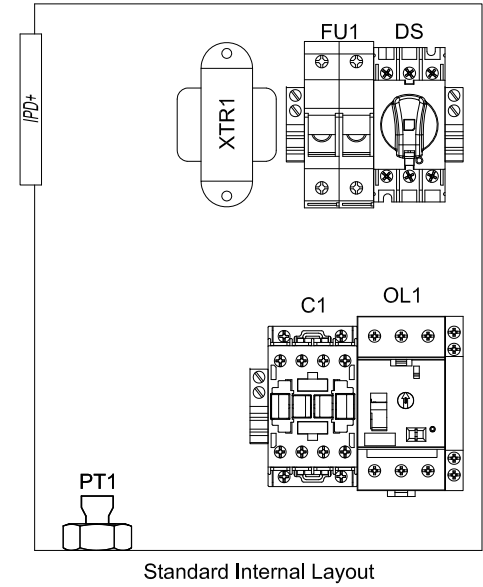 FU1 DS
IPD+
XTR1
C1 OL1
PT1
Standard Internal Layout